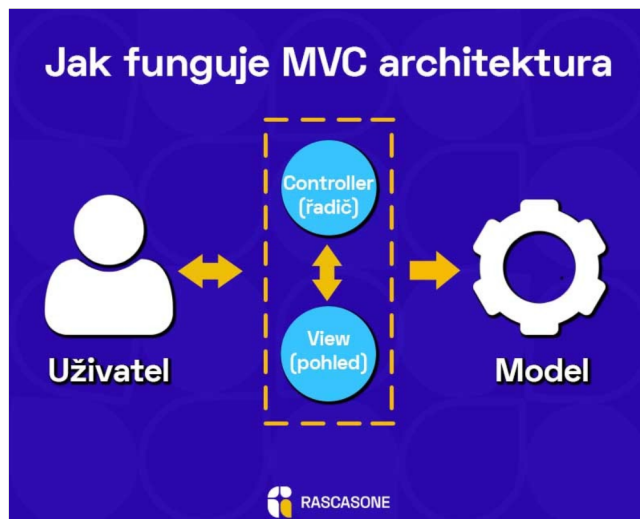 Jak funguje MVC architektura
Controller
(řadič)
View
(pohled)
Uživatel
Model
RASCASONE